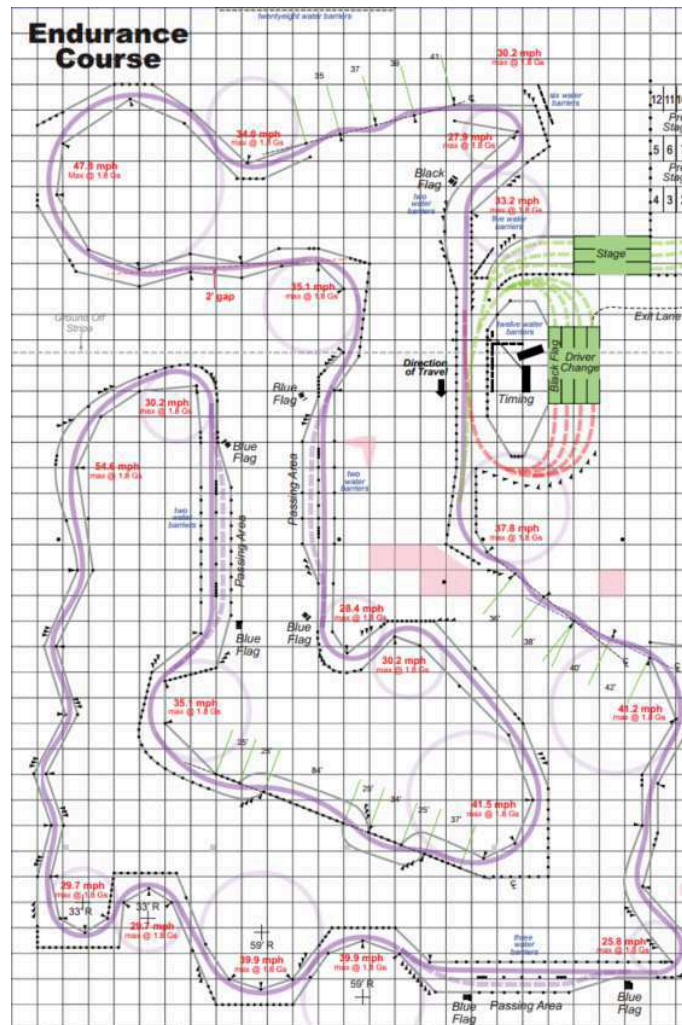 Endurance
Course
twentyeight water barriers
30.2 mph
max @ 1.8 Gs
six water
barriers
35'
37'
38'
41'
C
12
11
34.0 mph
max @ 1.8 Gs
27.9 mph
max @ 1.8 Gs
5
6
47.8 mph
Max @ 1.8 Gs
Black
Flag
two
water
barriers
33.2 mph
max @ 1.8 Gs
five water
barriers
4
3
Stage
2' gap
35.1 mph
max @ 1.8 Gs
Ground Off
Stripe
Exit Lane
twelve water
barriers
Direction
of Travel
Black Flag
Driver
Change
Timing
Blue
Flag
30.2 mph
max @ 1.8 Gs
Blue
Flag
54.6 mph
max @ 1.8 Gs
Passing Area
two
water
barriers
two
water
barriers
Passing Area
37.8 mph
max @ 1.8 Gs
Blue
Flag
Blue
Flag
28.4 mph
max @ 1.8 Gs
36'
38'
40'
42'
30.2 mph
max @ 1.8 Gs
35.1 mph
max @ 1.8 Gs
41.2 mph
max @ 1.8 Gs
25'
25'
84'
25'
37'
41.5 mph
max @ 1.8 Gs
29.7 mph
max @ 1.8 Gs
33' R
33' R
29.7 mph
max @ 1.8 Gs
59' R
39.9 mph
max @ 1.8 Gs
39.9 mph
max @ 1.8 Gs
59' R
three
water
barriers
25.8 mph
max @ 1.8 Gs
Blue
Flag
Passing Area
Blue
Flag